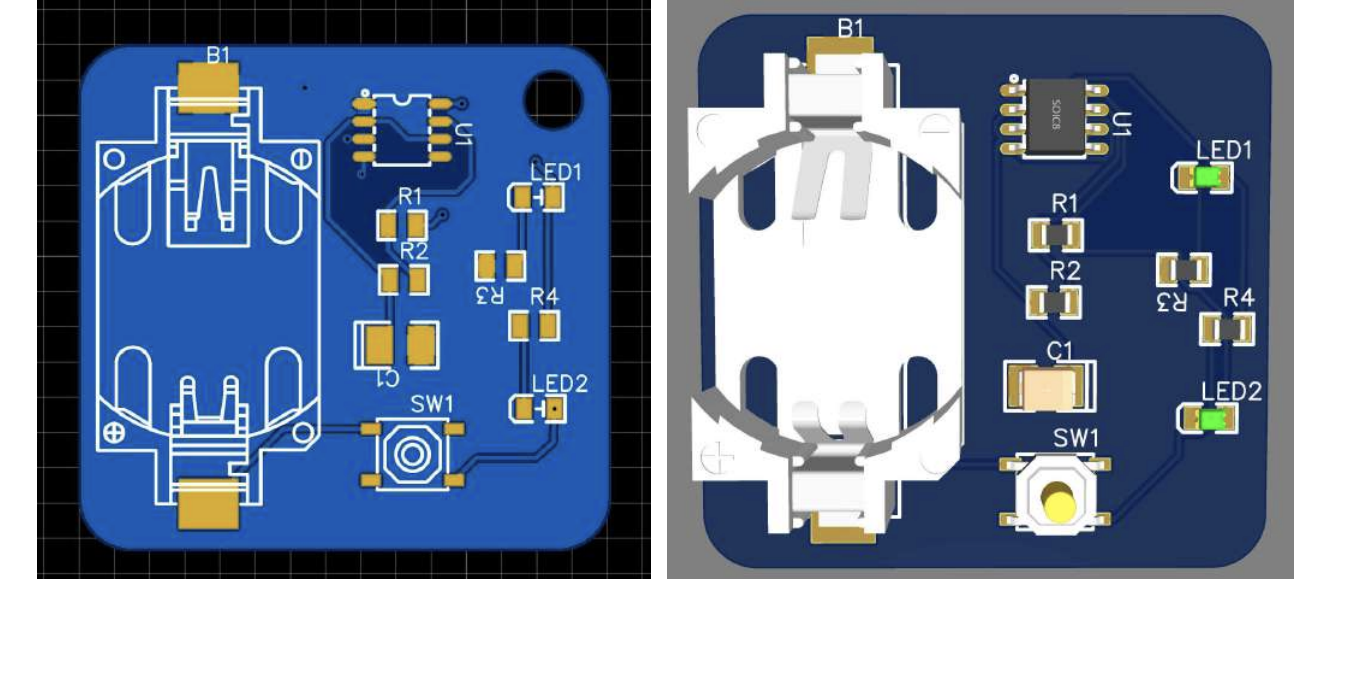 B1
U1
LED1
R1
R2
R3
R4
C1
LED2
SW1
B1
SOIC8
U1
LED1
R1
R2
R3
R4
C1
LED2
SW1